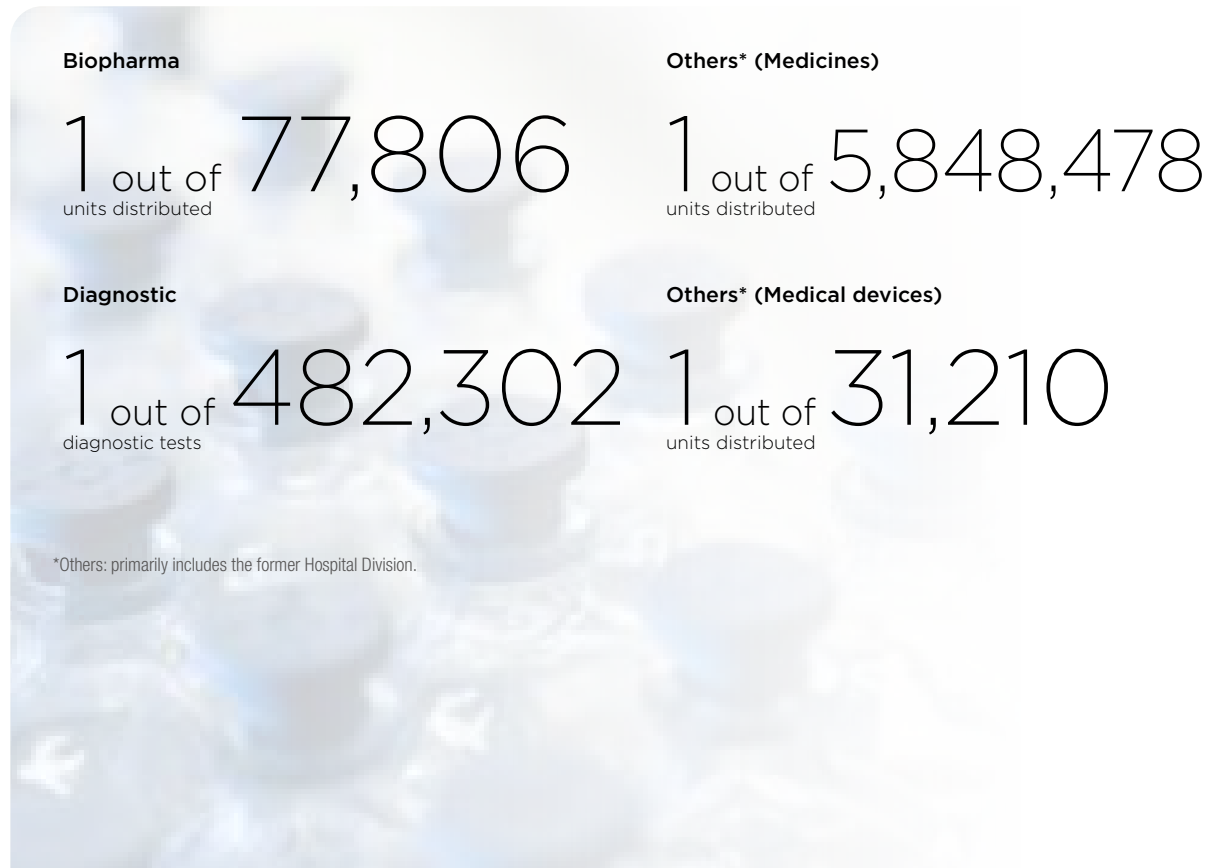 Biopharma
1 out of 77,806
units distributed
Others* (Medicines)
1 out of 5,848,478
units distributed
Diagnostic
1 out of 482,302
diagnostic tests
Others* (Medical devices)
1 out of 31,210
units distributed
*Others: primarily includes the former Hospital Division.